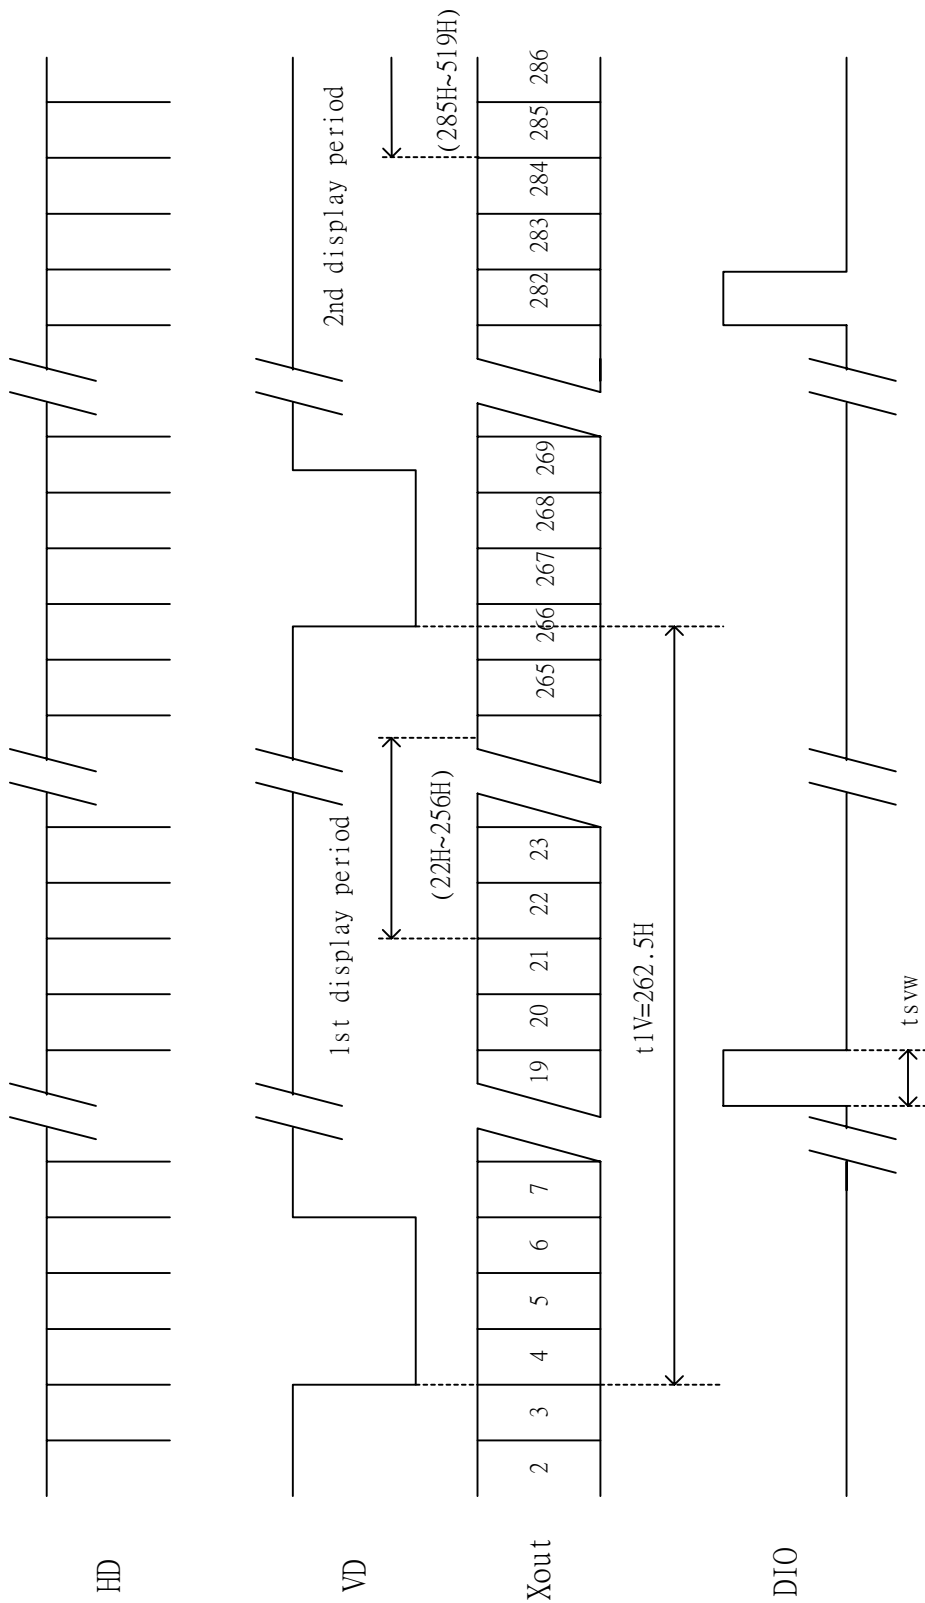 HD
VD
1st display period
2nd display period
(22H~256H)
(285H~519H)
Xout
2 3 4 5 6 7 19 20 21 22 23 265 266 267 268 269 282 283 284 285 286
t1V=262.5H
DIO
tsvw